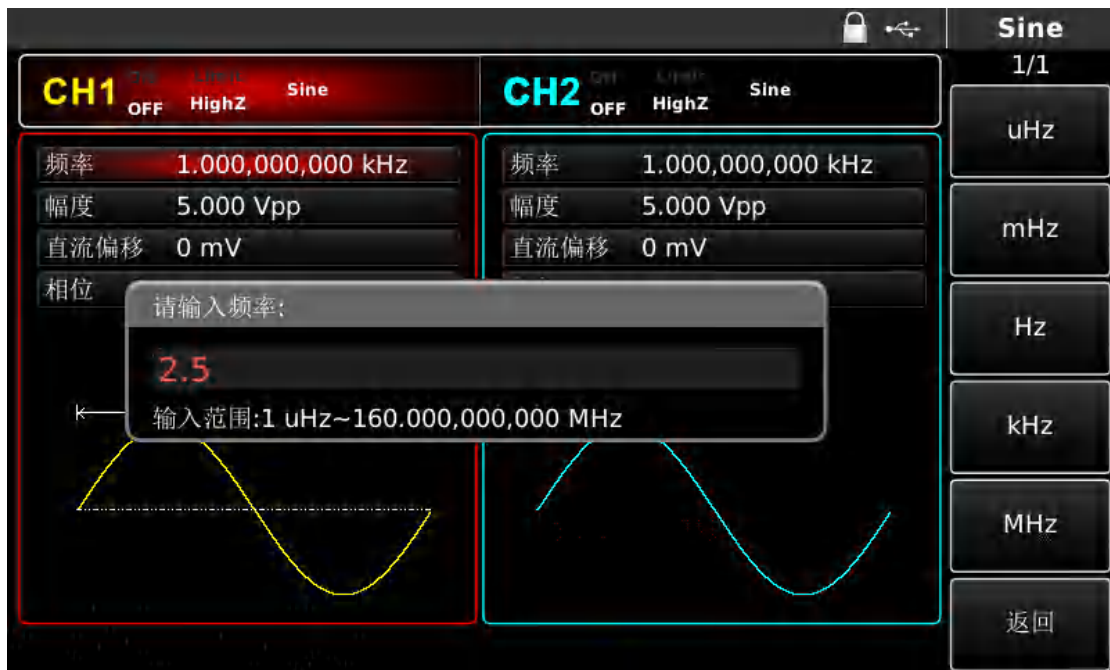 Sine
1/1
CH1 OFF HighZ Sine
CH2 OFF HighZ Sine
频率 1.000,000,000 kHz
幅度 5.000 Vpp
直流偏移 0 mV
相位
频率 1.000,000,000 kHz
幅度 5.000 Vpp
直流偏移 0 mV
请输入频率:
2.5
输入范围:1 uHz~160.000,000,000 MHz
uHz
mHz
Hz
kHz
MHz
返回